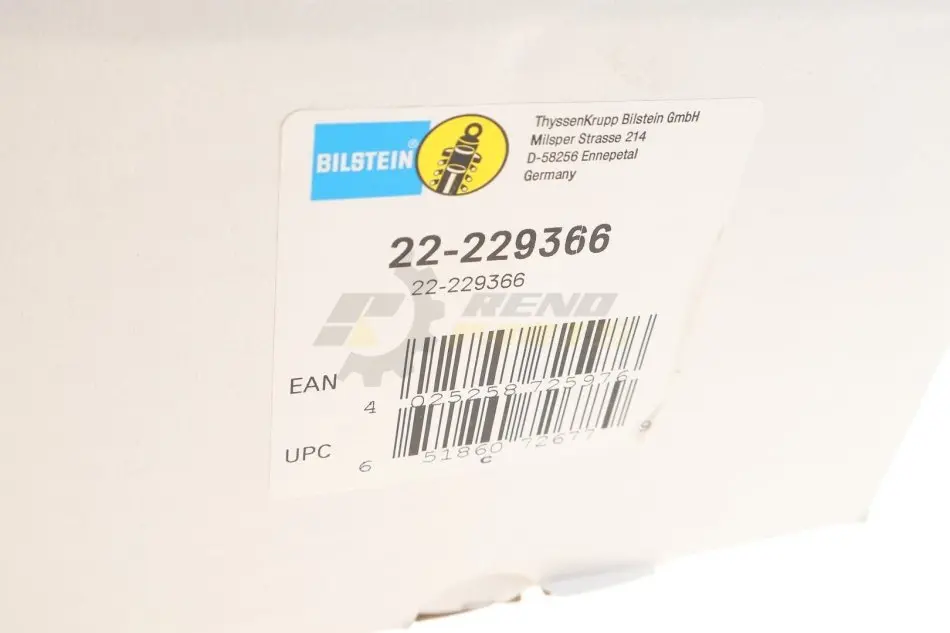 BILSTEIN®
ThyssenKrupp Bilstein GmbH
Milsper Strasse 214
D-58256 Ennepetal
Germany
22-229366
22-229366
RENO
EAN
4 025258 725976
UPC
6 51860 72677 9
C